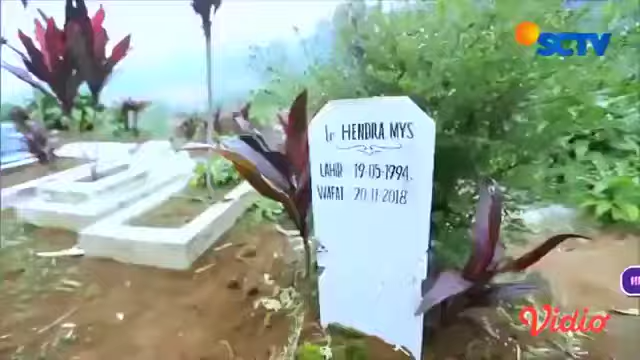 SCTV
Ir HENDRA MYS
LAHIR 19-05-1994.
WAFAT 20-11-2018
Vidio